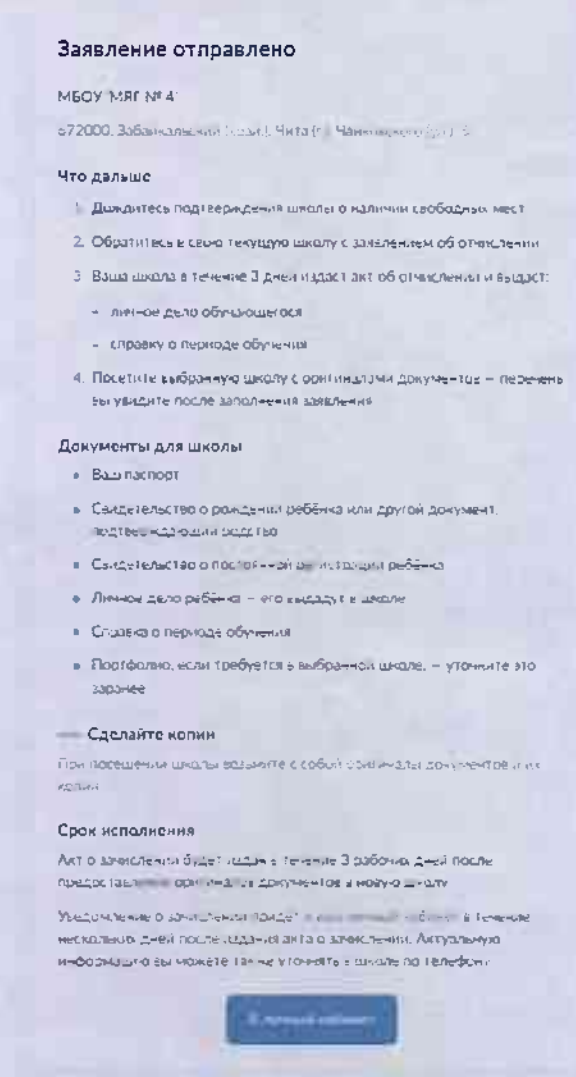 Заявление отправлено
МБОУ "МЯГ № 4"
672000, Забайкальский Чита Чайковского
Что дальше
1. Дождитесь подтверждения школы о наличии свободных мест
2. Обратитесь в свою текущую школу с заявлением об отчислении
3. Ваша школа в течение 3 дней издаст акт об отчислении и выдаст:
– личное дело обучающегося
– справку о периоде обучения
4. Посетите выбранную школу с оригиналами документов – перечень
вы увидите после заполнения заявления
Документы для школы
• Ваш паспорт
• Свидетельство о рождении ребёнка или другой документ,
подтверждающий родство
• Свидетельство о постоянной регистрации ребёнка
• Личное дело ребёнка – его выдадут в школе
• Справка о периоде обучения
• Портфолио, если требуется в выбранной школе, – уточните это
заранее
Сделайте копии
При посещении школы возьмите с собой оригиналы документов и их
копии
Срок исполнения
Акт о зачислении будет издан в течение 3 рабочих дней после
предоставления оригиналов документов в новую школу
Уведомление о зачислении придёт в личный кабинет в течение
нескольких дней после издания акта о зачислении. Актуальную
информацию вы можете также уточнять в школе по телефону
В личный кабинет